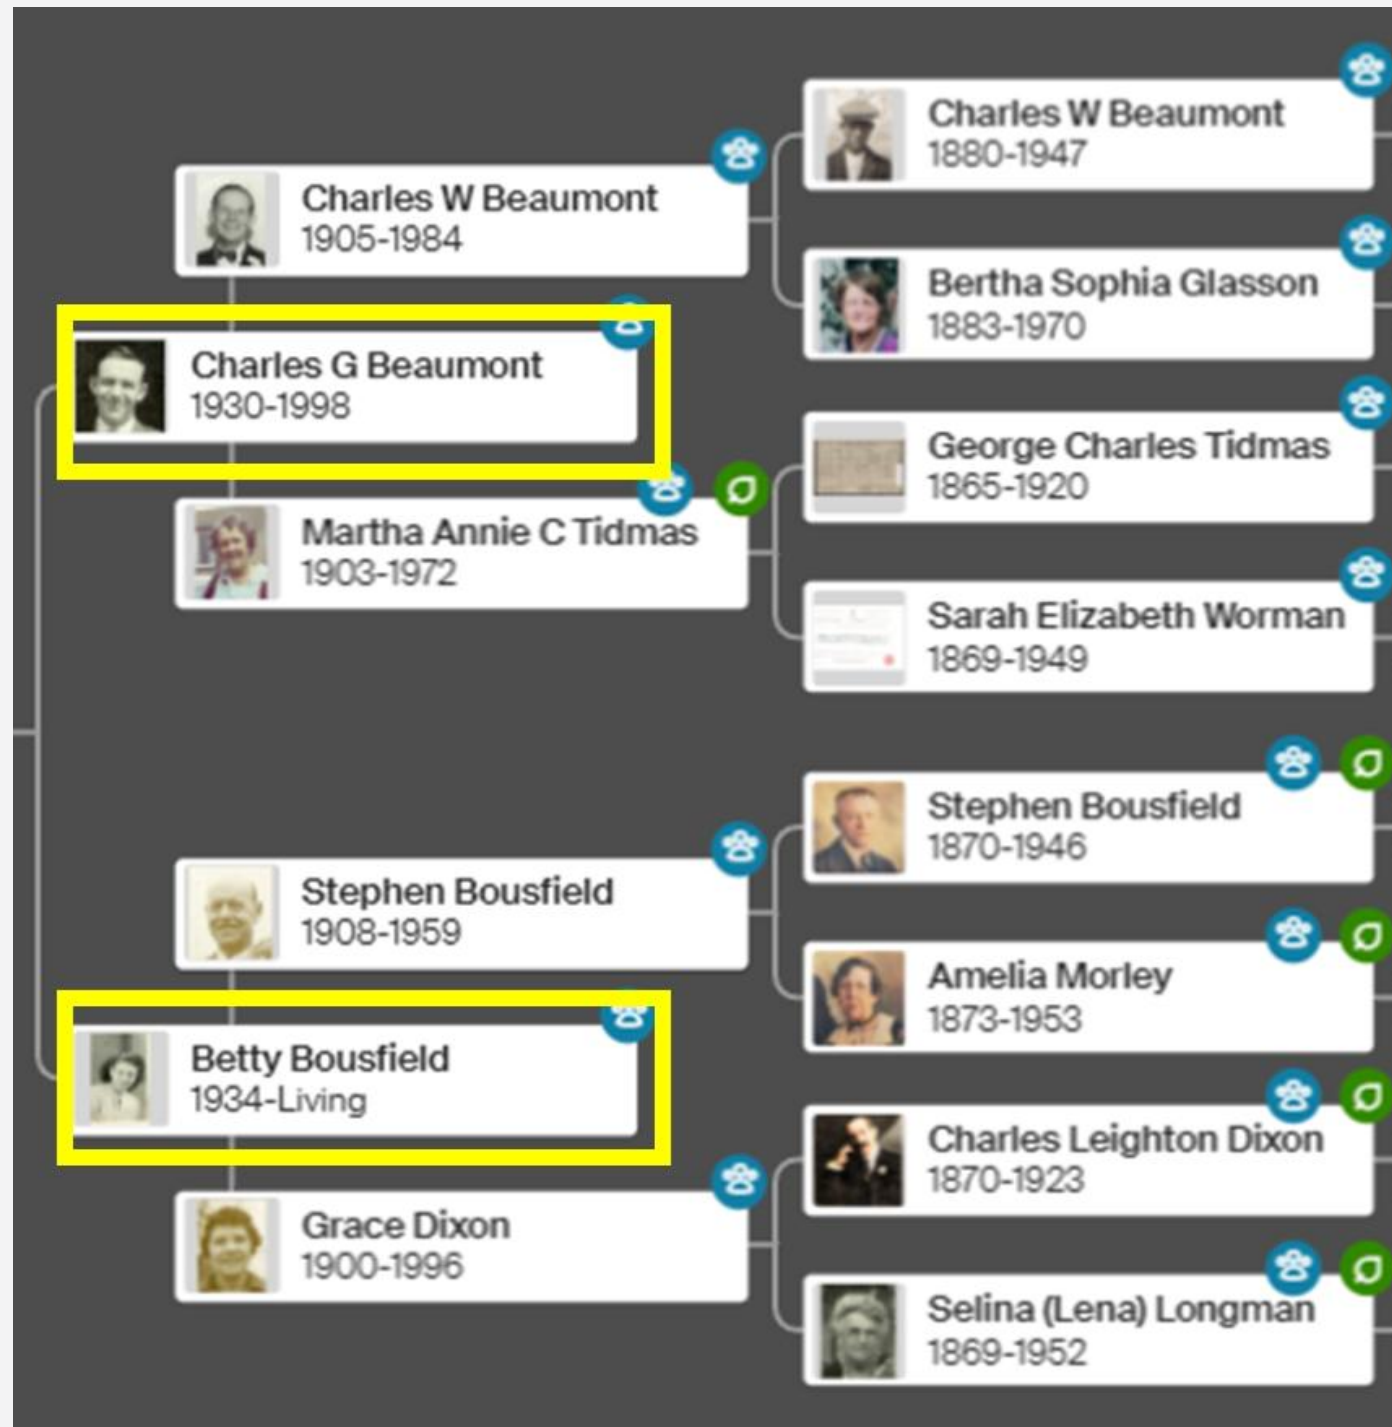 Charles W Beaumont
1880-1947
Charles W Beaumont
1905-1984
Bertha Sophia Glasson
1883-1970
Charles G Beaumont
1930-1998
George Charles Tidmas
1865-1920
Martha Annie C Tidmas
1903-1972
Sarah Elizabeth Worman
1869-1949
Stephen Bousfield
1870-1946
Stephen Bousfield
1908-1959
Amelia Morley
1873-1953
Betty Bousfield
1934-Living
Charles Leighton Dixon
1870-1923
Grace Dixon
1900-1996
Selina (Lena) Longman
1869-1952